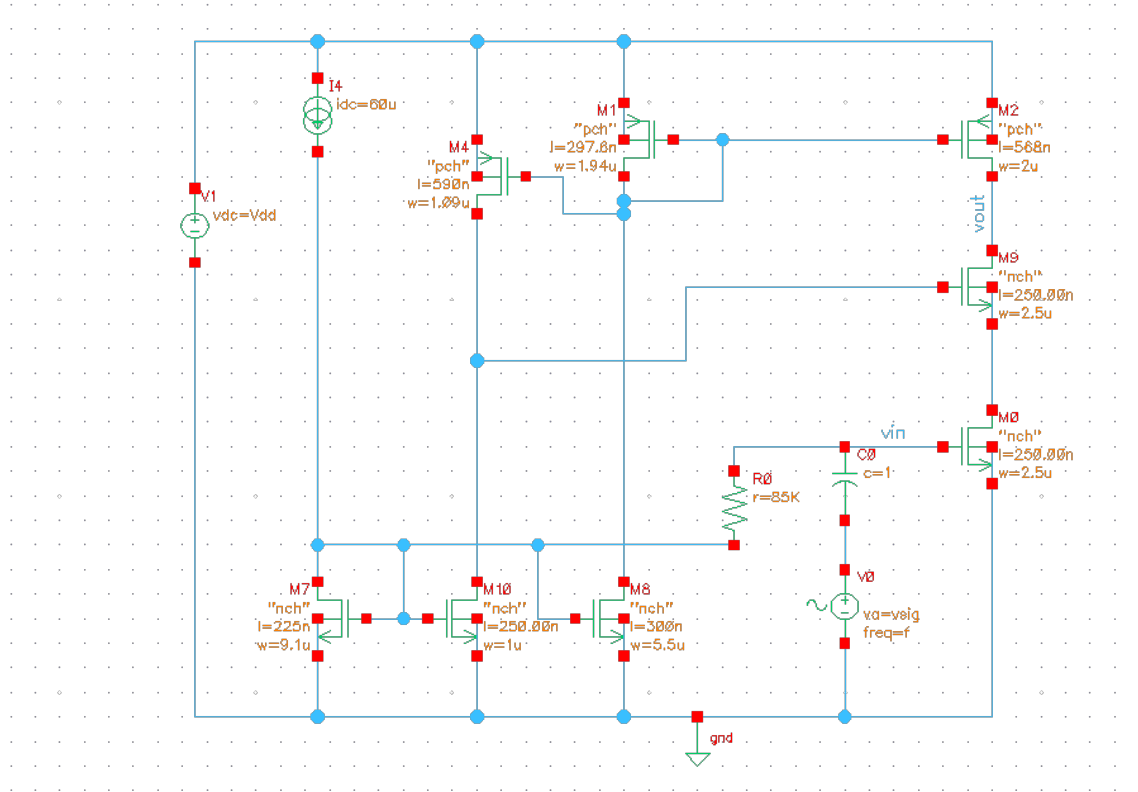 I4
idc=60u
M1
"pch"
l=297.6n
w=1.94u
M2
"pch"
l=568n
w=2u
M4
"pch"
l=590n
w=1.09u
V1
vdc=Vdd
vout
M9
"nch"
l=250.00n
w=2.5u
M0
"nch"
l=250.00n
w=2.5u
vin
C0
c=1
R0
r=85K
M7
"nch"
l=225n
w=9.1u
M10
"nch"
l=250.00n
w=1u
M8
"nch"
l=300n
w=5.5u
V0
va=vsig
freq=f
gnd